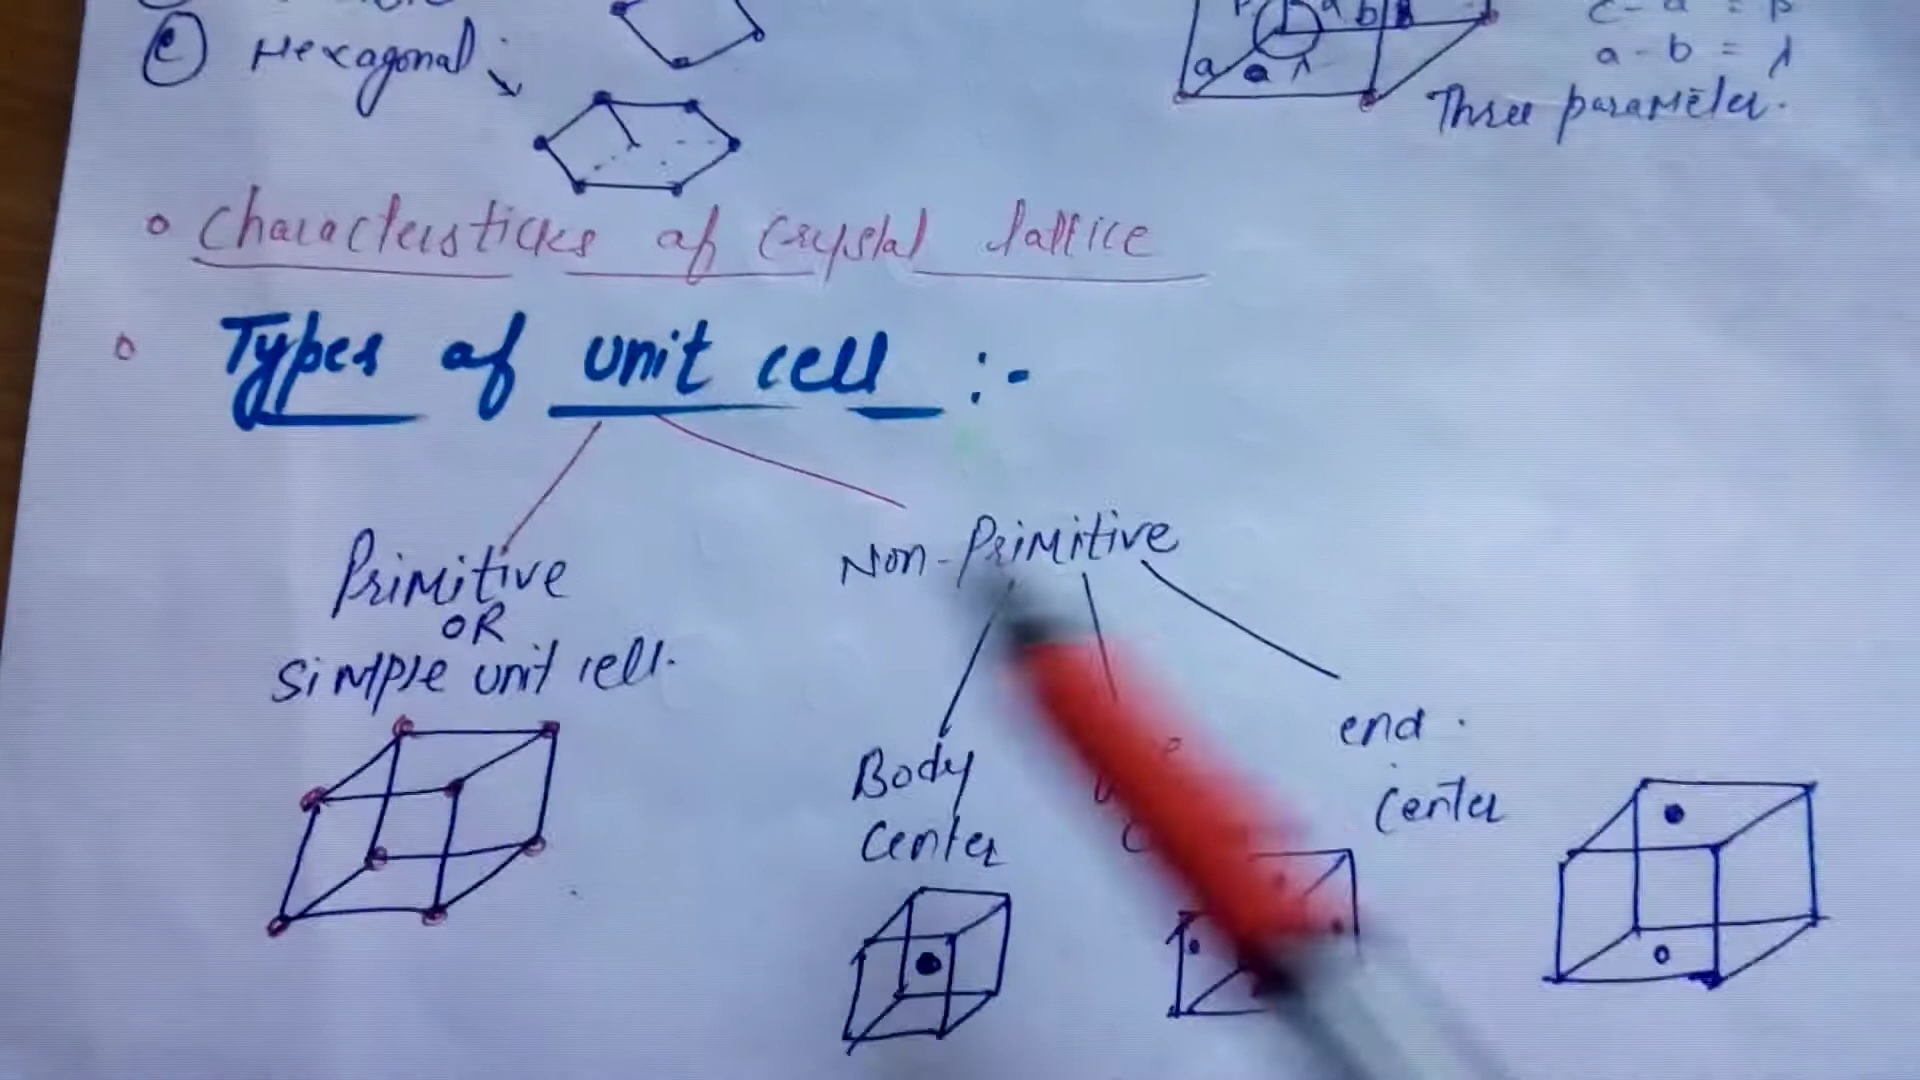 e Hexagonal :
a b
a
a - b = λ
Three parameter.
Characteristicks of Crystal lattice
Types of unit cell :-
Primitive
OR
simple unit cell.
Non-Primitive
Body
Center
end
center